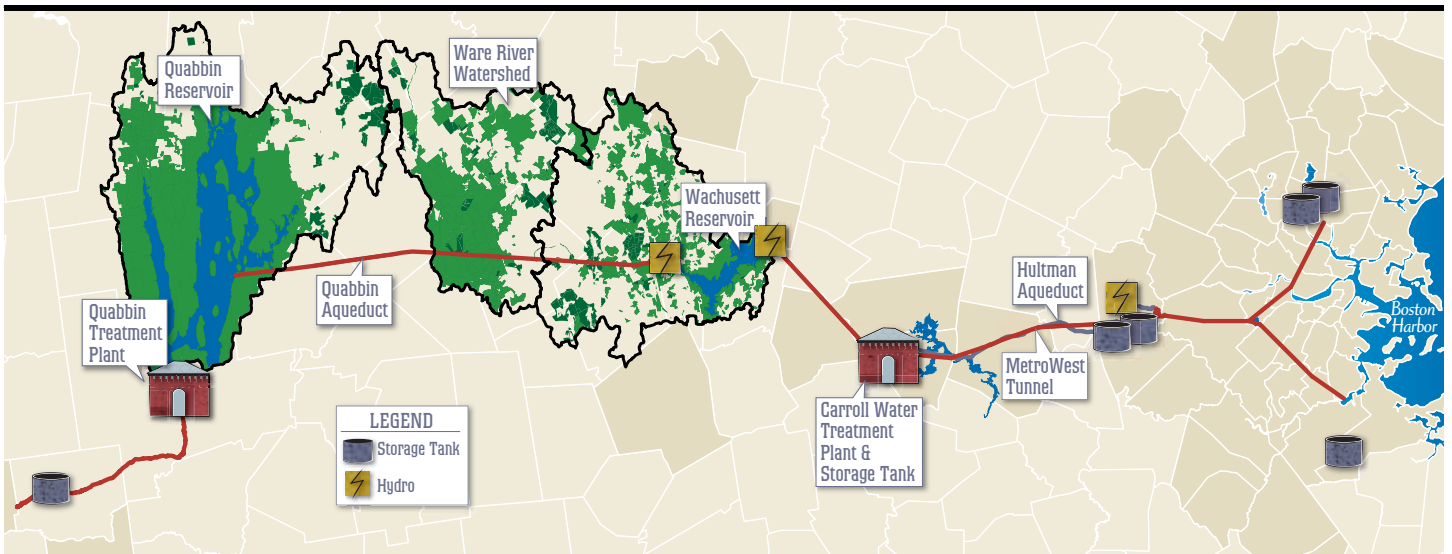 Quabbin
Reservoir
Ware River
Watershed
Wachusett
Reservoir
Quabbin
Aqueduct
Quabbin
Treatment
Plant
Hultman
Aqueduct
Boston
Harbor
MetroWest
Tunnel
Carroll Water
Treatment
Plant &
Storage Tank
LEGEND
Storage Tank
Hydro